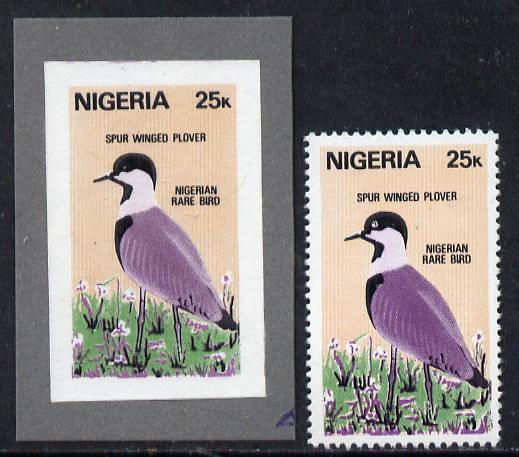 NIGERIA 25K
SPUR WINGED PLOVER
NIGERIAN
RARE BIRD
NIGERIA 25K
SPUR WINGED PLOVER
NIGERIAN
RARE BIRD